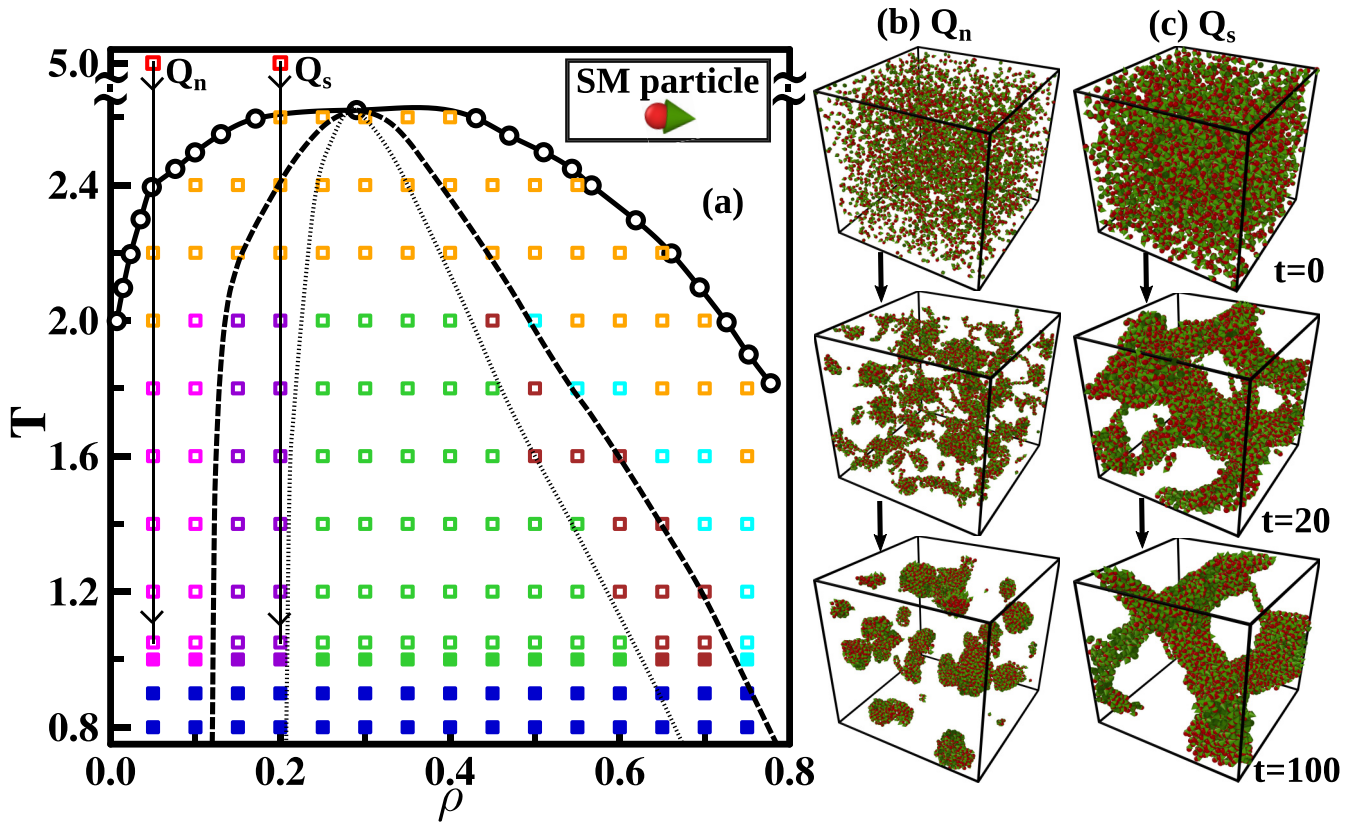 (b) Qn
(c) Qs
5.0
Qn
Qs
SM particle
2.4
(a)
t=0
2.0
T
1.6
t=20
1.2
0.8
t=100
0.0
0.2
0.4
0.6
0.8
ρ